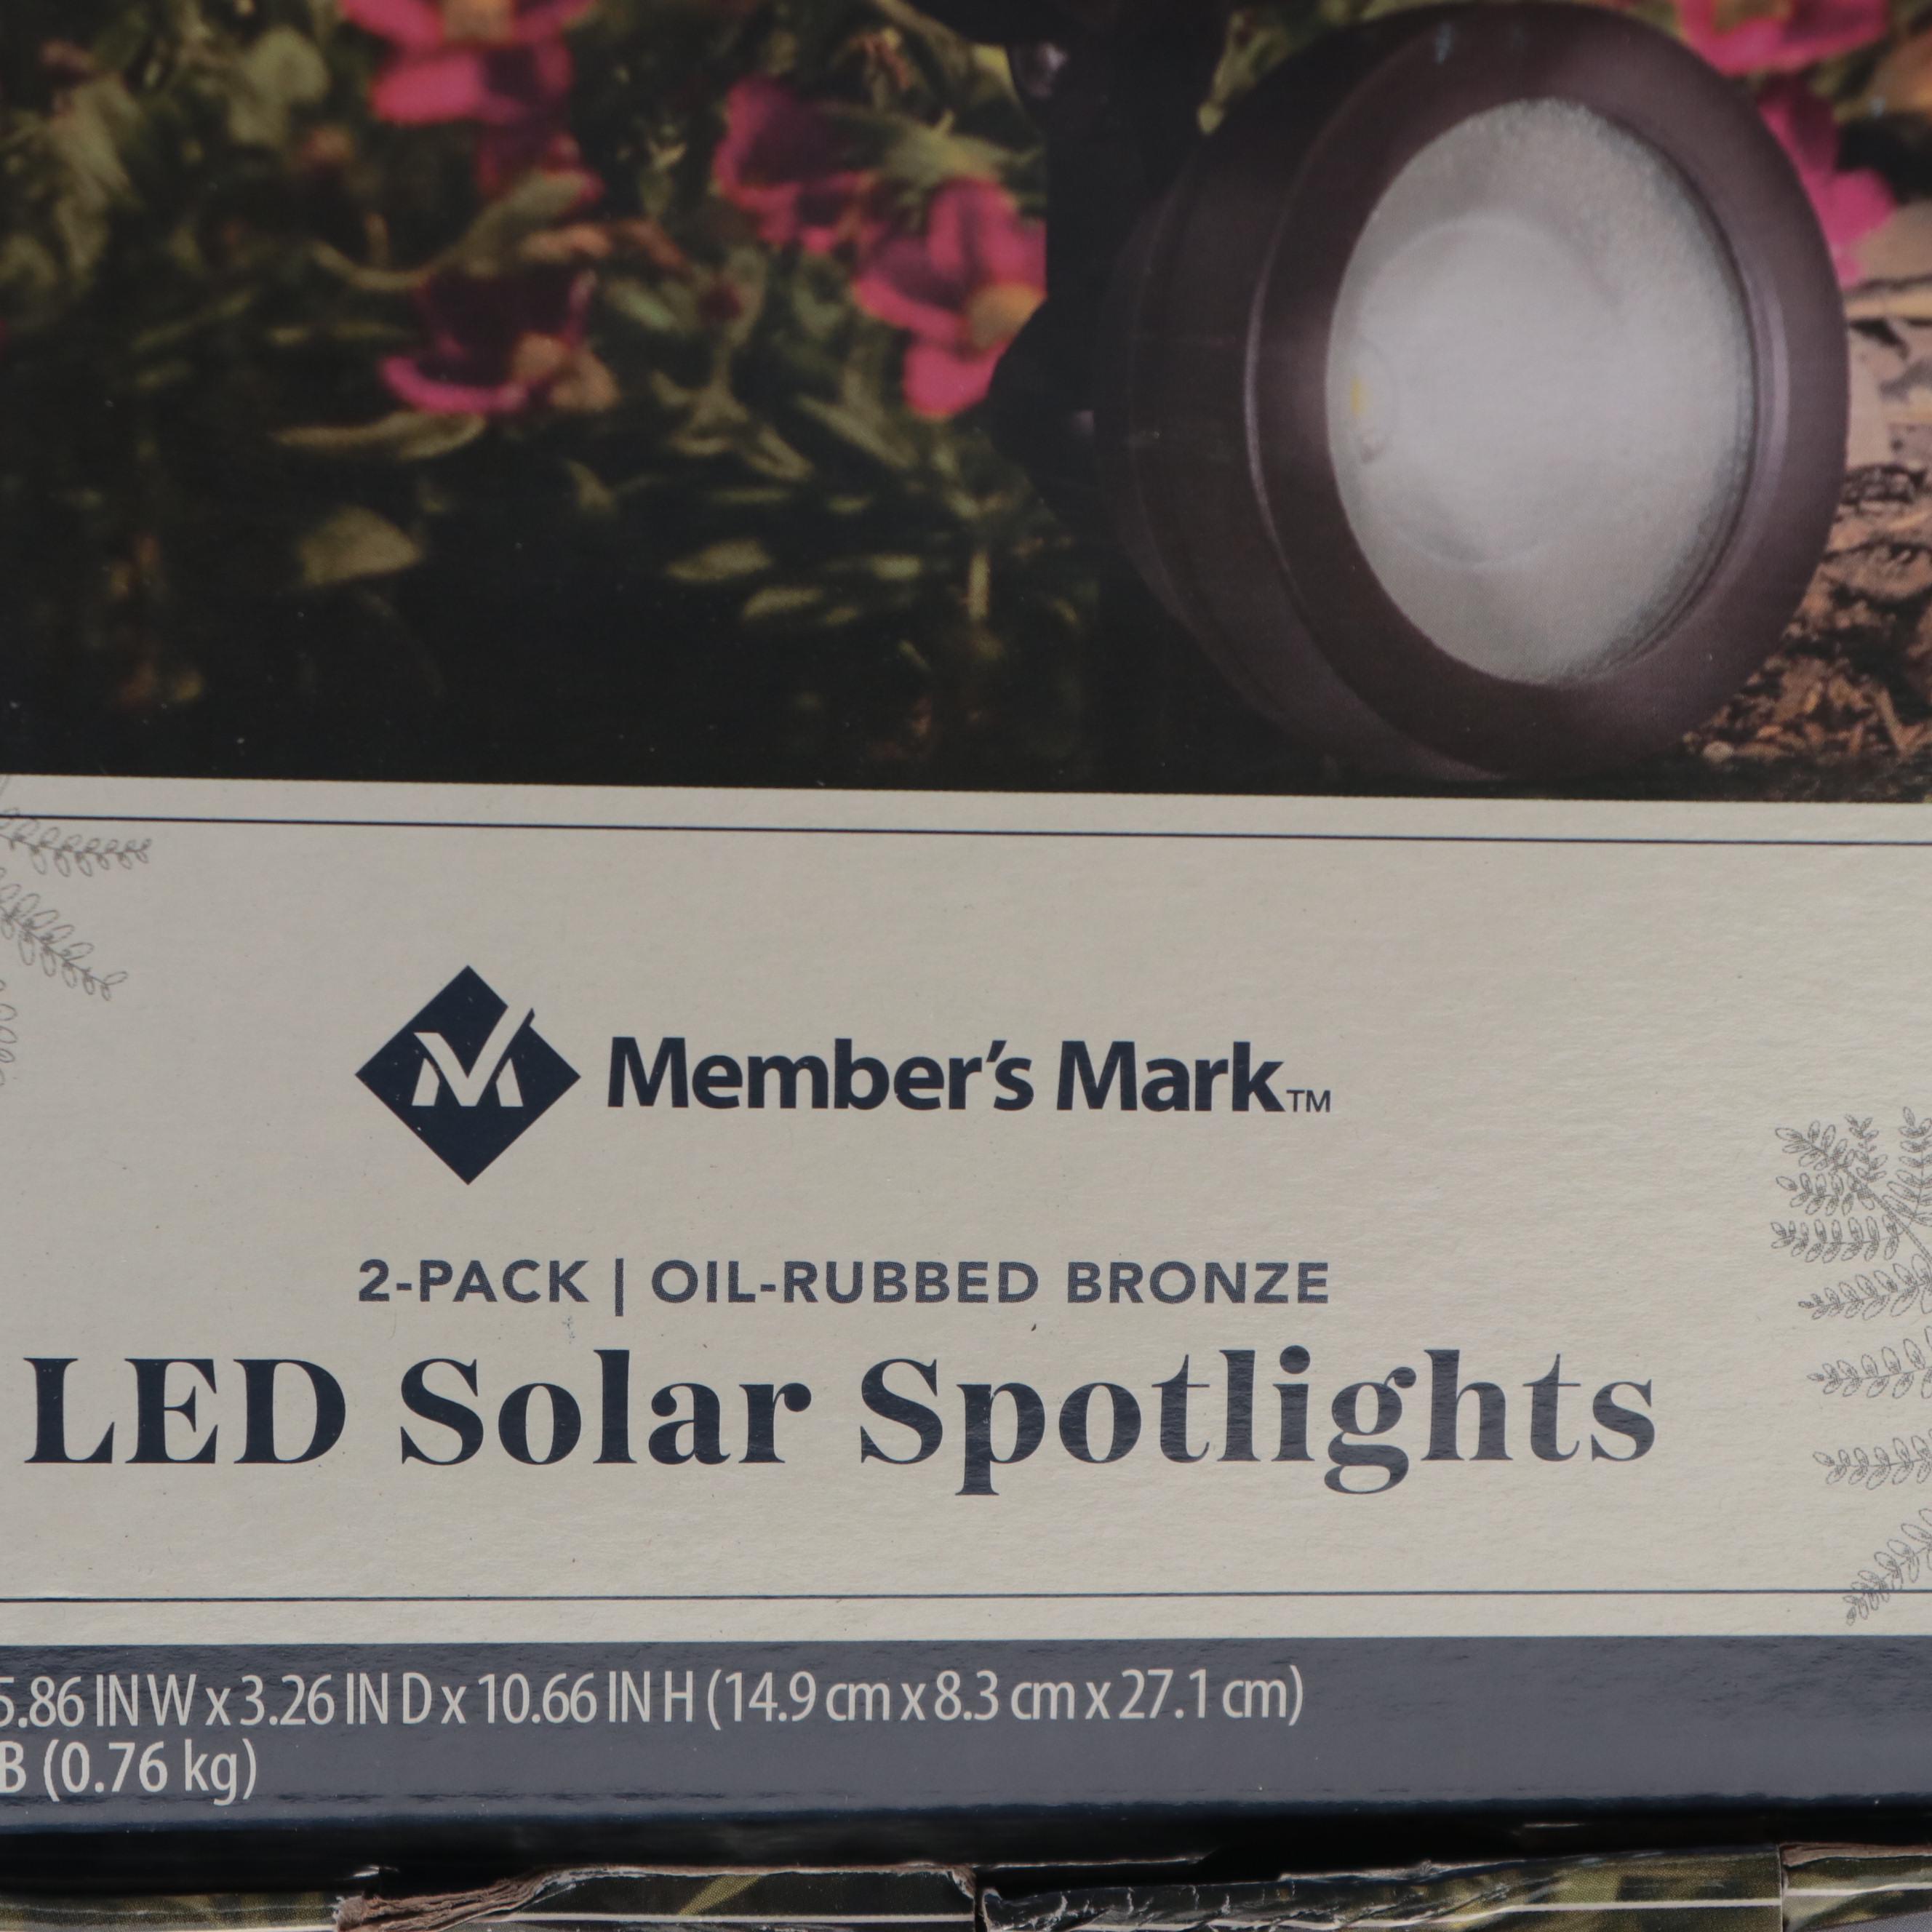 Member's Mark™
2-PACK | OIL-RUBBED BRONZE
LED Solar Spotlights
5.86 IN W x 3.26 IN D x 10.66 IN H (14.9 cm x 8.3 cm x 27.1 cm)
(0.76 kg)